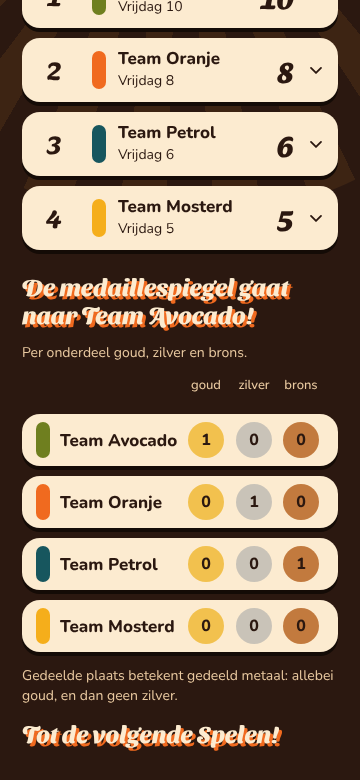 1
Vrijdag 10
10
2
Team Oranje
Vrijdag 8
8
3
Team Petrol
Vrijdag 6
6
4
Team Mosterd
Vrijdag 5
5
De medaillespiegel gaat
naar Team Avocado!
Per onderdeel goud, zilver en brons.
goud zilver brons
Team Avocado 1 0 0
Team Oranje 0 1 0
Team Petrol 0 0 1
Team Mosterd 0 0 0
Gedeelde plaats betekent gedeeld metaal: allebei
goud, en dan geen zilver.
Tot de volgende Spelen!